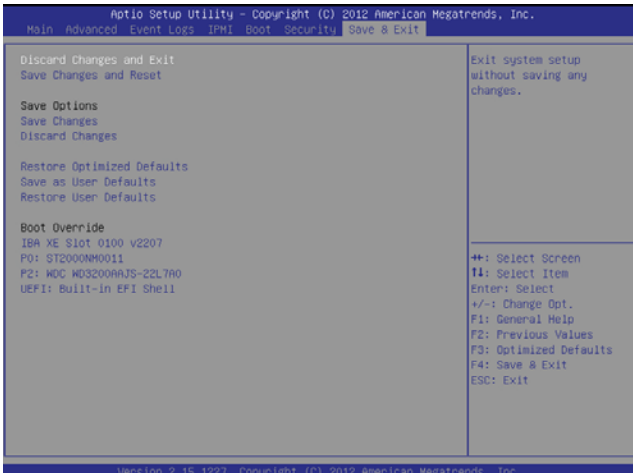 Aptio Setup Utility - Copyright (C) 2012 American Megatrends, Inc.
Main Advanced Event Logs IPMI Boot Security Save & Exit
Discard Changes and Exit
Save Changes and Reset
Save Options
Save Changes
Discard Changes
Restore Optimized Defaults
Save as User Defaults
Restore User Defaults
Boot Override
IBA XE Slot 0100 v2207
P0: ST2000NM0011
P2: WDC WD3200AAJS-22L7A0
UEFI: Built-in EFI Shell
Exit system setup
without saving any
changes.
→←: Select Screen
↑↓: Select Item
Enter: Select
+/-: Change Opt.
F1: General Help
F2: Previous Values
F3: Optimized Defaults
F4: Save & Exit
ESC: Exit
Version 2.15.1227. Copyright (C) 2012 American Megatrends, Inc.